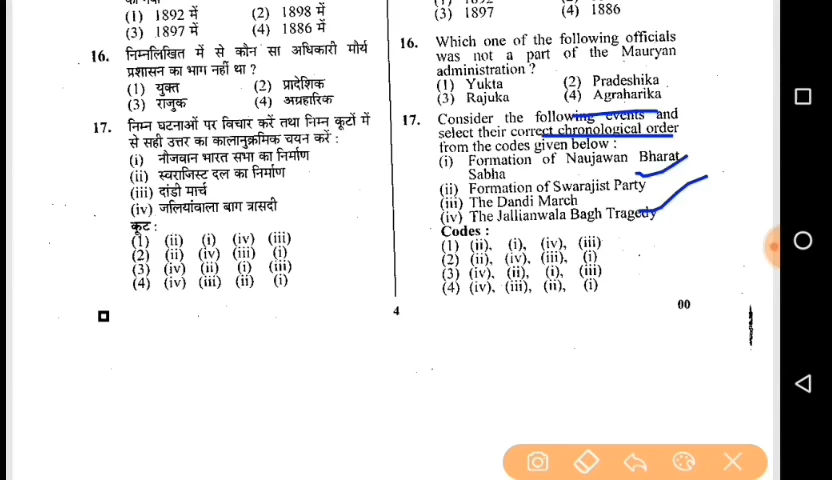 (1) 1892 में (2) 1898 में
(3) 1897 में (4) 1886 में
16. निम्नलिखित में से कौन सा अधिकारी मौर्य
प्रशासन का भाग नहीं था ?
(1) युक्त (2) प्रादेशिक
(3) राजुक (4) अग्रहारिक
17. निम्न घटनाओं पर विचार करें तथा निम्न कूटों में
से सही उत्तर का कालानुक्रमिक चयन करें :
(i) नौजवान भारत सभा का निर्माण
(ii) स्वराजिस्ट दल का निर्माण
(iii) दांडी मार्च
(iv) जलियांवाला बाग त्रासदी
कूट :
(1) (ii) (i) (iv) (iii)
(2) (ii) (iv) (iii) (i)
(3) (iv) (ii) (i) (iii)
(4) (iv) (iii) (ii) (i)
(3) 1897 (4) 1886
16. Which one of the following officials
was not a part of the Mauryan
administration ?
(1) Yukta (2) Pradeshika
(3) Rajuka (4) Agraharika
17. Consider the following events and
select their correct chronological order
from the codes given below :
(i) Formation of Naujawan Bharat
Sabha
(ii) Formation of Swarajist Party
(iii) The Dandi March
(iv) The Jallianwala Bagh Tragedy
Codes :
(1) (ii), (i), (iv), (iii)
(2) (ii), (iv), (iii), (i)
(3) (iv), (ii), (i), (iii)
(4) (iv), (iii), (ii), (i)
4
00